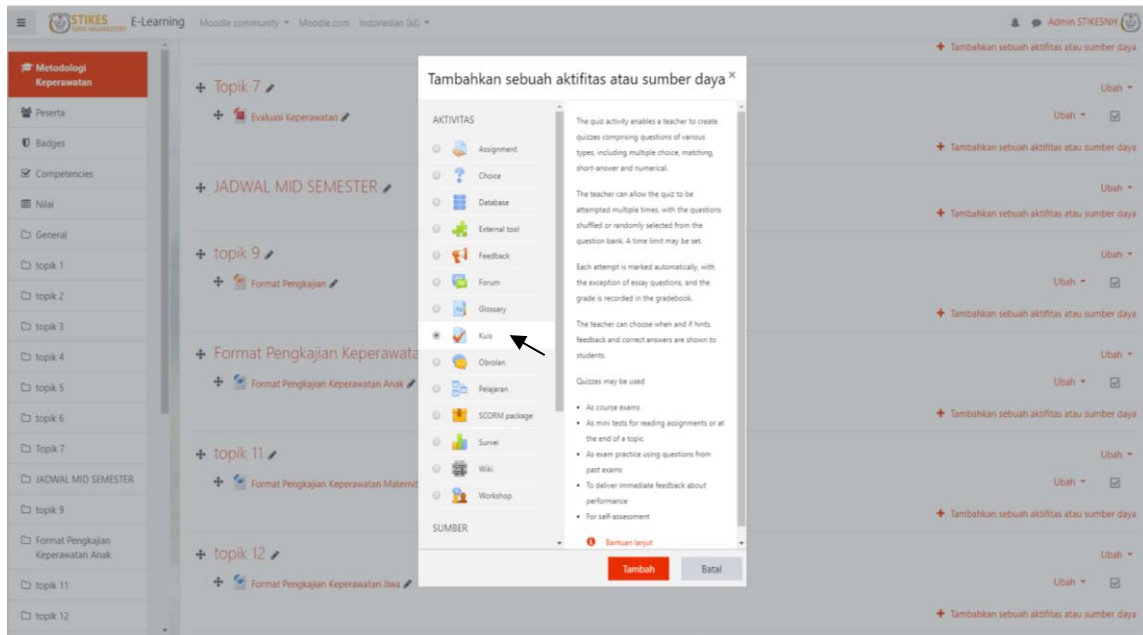 STIKES
E-Learning
Moodle community
Moodle.com
Indonesian (id)
Admin STIKESNH
Metodologi
Keperawatan
Peserta
Badges
Competencies
Nilai
General
topik 1
topik 2
topik 3
topik 4
topik 5
topik 6
Topik 7
JADWAL MID SEMESTER
topik 9
Format Pengkajian
Keperawatan Anak
topik 11
topik 12
Tambahkan sebuah aktifitas atau sumber daya
Topik 7
Ubah
Evaluasi Keperawatan
Ubah
Tambahkan sebuah aktifitas atau sumber daya
JADWAL MID SEMESTER
Ubah
Tambahkan sebuah aktifitas atau sumber daya
topik 9
Ubah
Format Pengkajian
Ubah
Tambahkan sebuah aktifitas atau sumber daya
Format Pengkajian Keperawata
Ubah
Format Pengkajian Keperawatan Anak
Ubah
Tambahkan sebuah aktifitas atau sumber daya
topik 11
Ubah
Format Pengkajian Keperawatan Maternit
Ubah
Tambahkan sebuah aktifitas atau sumber daya
topik 12
Ubah
Format Pengkajian Keperawatan Jiwa
Ubah
Tambahkan sebuah aktifitas atau sumber daya
Tambahkan sebuah aktifitas atau sumber daya ×
AKTIVITAS
Assignment
Choice
Database
External tool
Feedback
Forum
Glossary
Kuis
Obrolan
Pelajaran
SCORM package
Survei
Wiki
Workshop
SUMBER
The quiz activity enables a teacher to create
quizzes comprising questions of various
types, including multiple choice, matching,
short-answer and numerical.
The teacher can allow the quiz to be
attempted multiple times, with the questions
shuffled or randomly selected from the
question bank. A time limit may be set.
Each attempt is marked automatically, with
the exception of essay questions, and the
grade is recorded in the gradebook.
The teacher can choose when and if hints,
feedback and correct answers are shown to
students.
Quizzes may be used
• As course exams
• As mini tests for reading assignments or at
the end of a topic
• As exam practice using questions from
past exams
• To deliver immediate feedback about
performance
• For self-assessment
Bantuan lanjut
Tambah
Batal